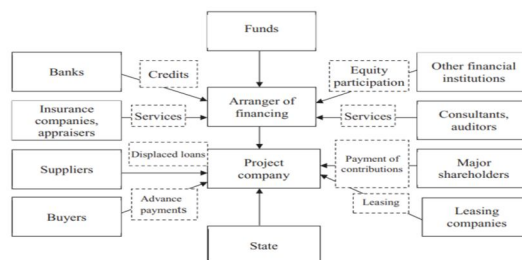 Funds
Banks
Credits
Equity
participation
Other financial
institutions
Insurance
companies,
appraisers
Services
Arranger of
financing
Services
Consultants,
auditors
Suppliers
Displaced loans
Project
company
Payment of
contributions
Major
shareholders
Buyers
Advance
payments
Leasing
Leasing
companies
State